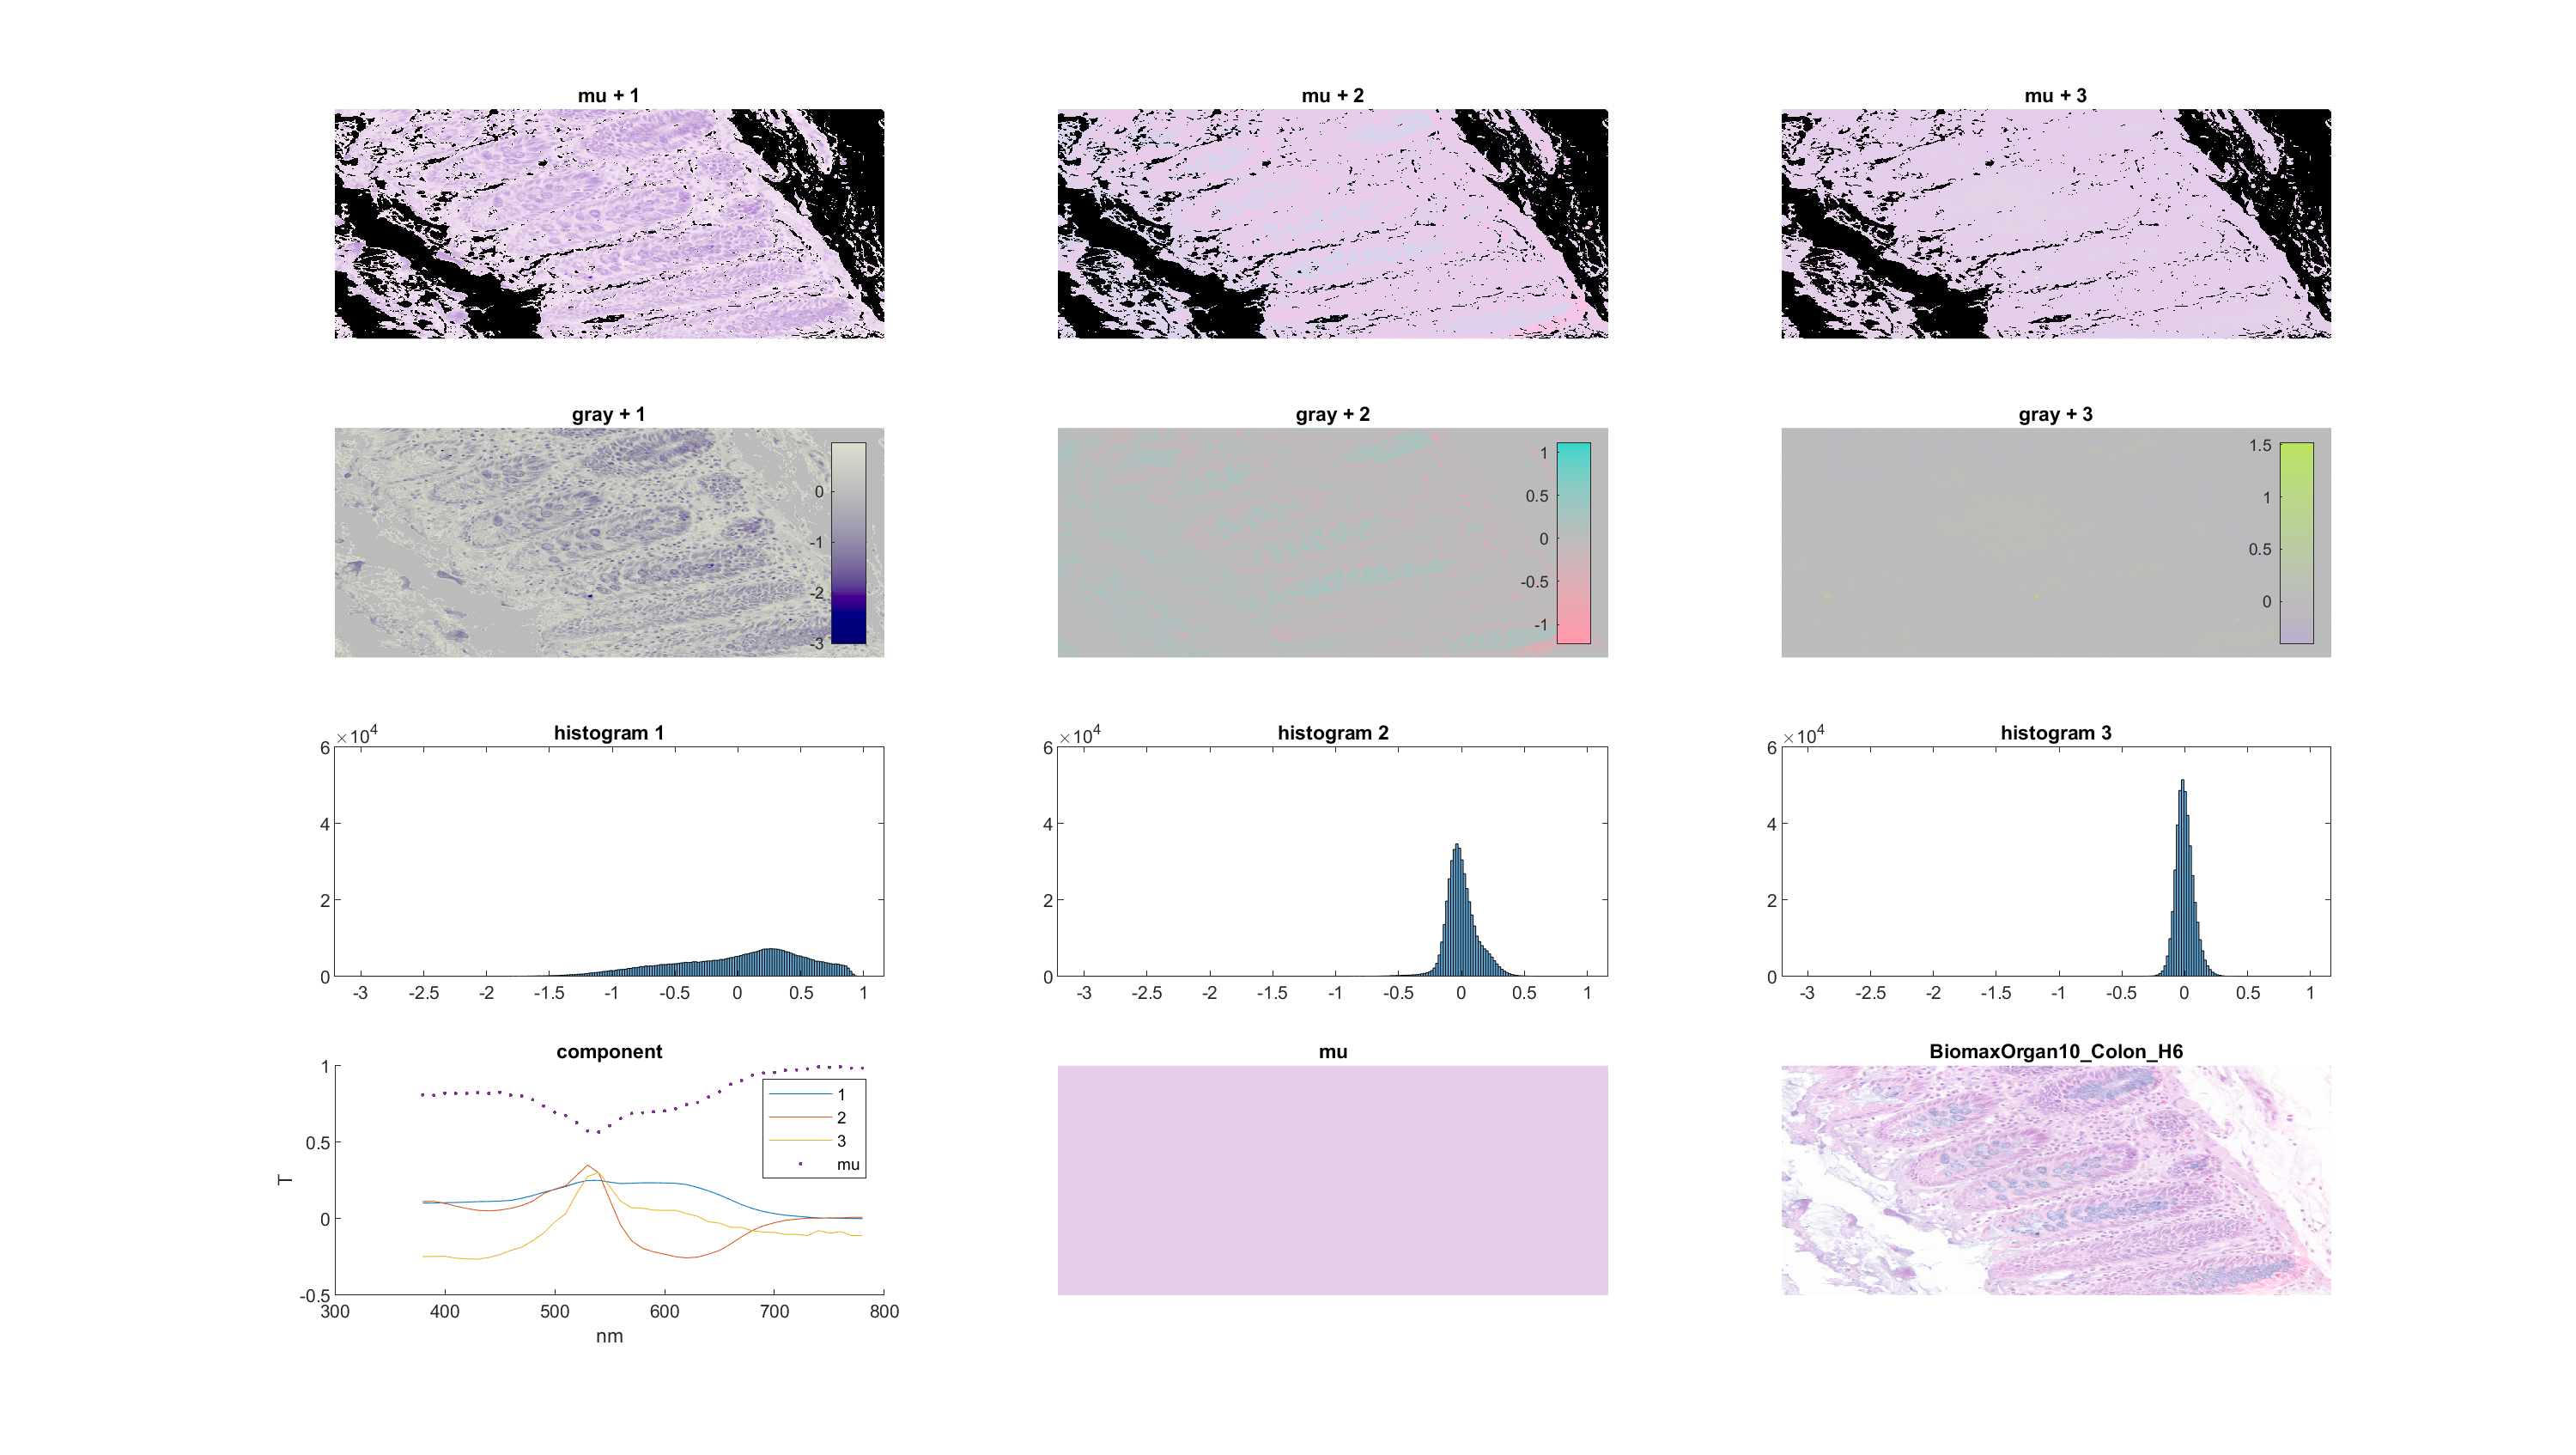 mu + 1
mu + 2
mu + 3
gray + 1
0
-1
-2
-3
gray + 2
1
0.5
0
-0.5
-1
gray + 3
1.5
1
0.5
0
histogram 1
×10^4
6
4
2
0
-3 -2.5 -2 -1.5 -1 -0.5 0 0.5 1
histogram 2
×10^4
6
4
2
0
-3 -2.5 -2 -1.5 -1 -0.5 0 0.5 1
histogram 3
×10^4
6
4
2
0
-3 -2.5 -2 -1.5 -1 -0.5 0 0.5 1
component
1
0.5
0
-0.5
T
300 400 500 600 700 800
nm
1
2
3
mu
mu
BiomaxOrgan10_Colon_H6